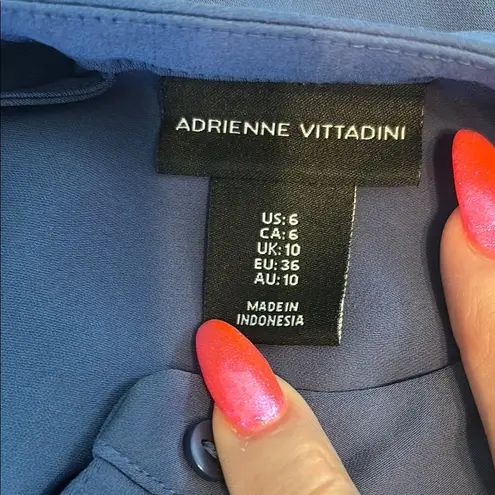 ADRIENNE VITTADINI
US: 6
CA: 6
UK: 10
EU: 36
AU: 10
MADE IN
INDONESIA